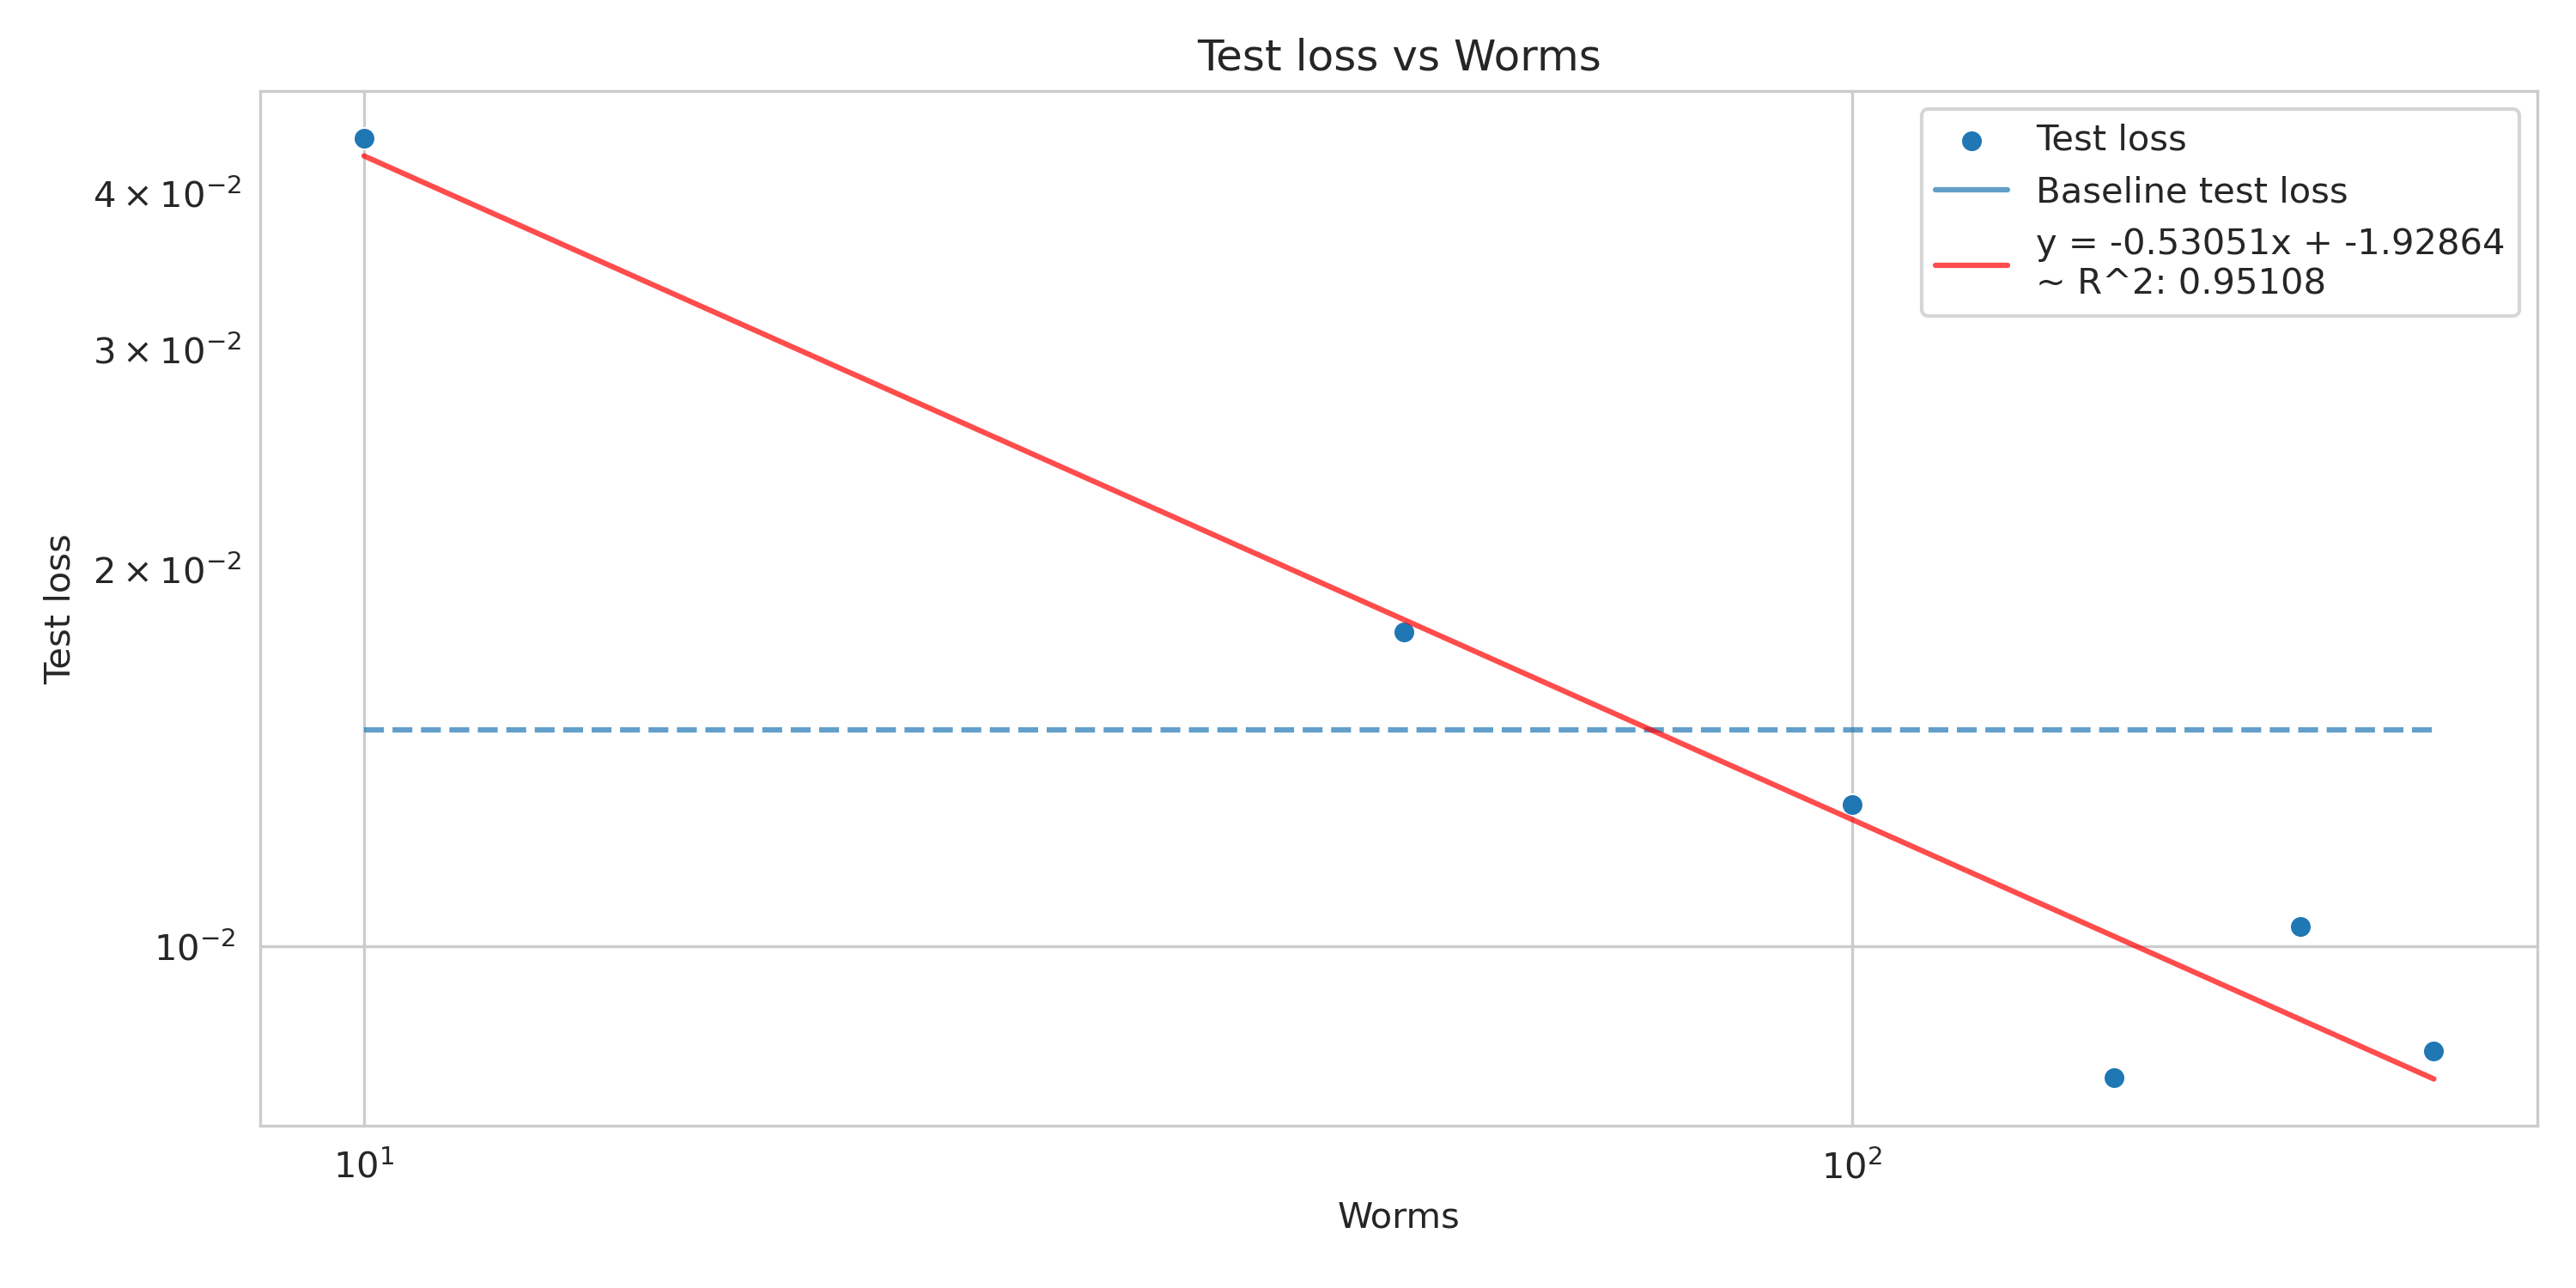 Test loss vs Worms
Test loss
Baseline test loss
y = -0.53051x + -1.92864
~ R^2: 0.95108
4 × 10⁻²
3 × 10⁻²
2 × 10⁻²
10⁻²
Test loss
10¹
10²
Worms